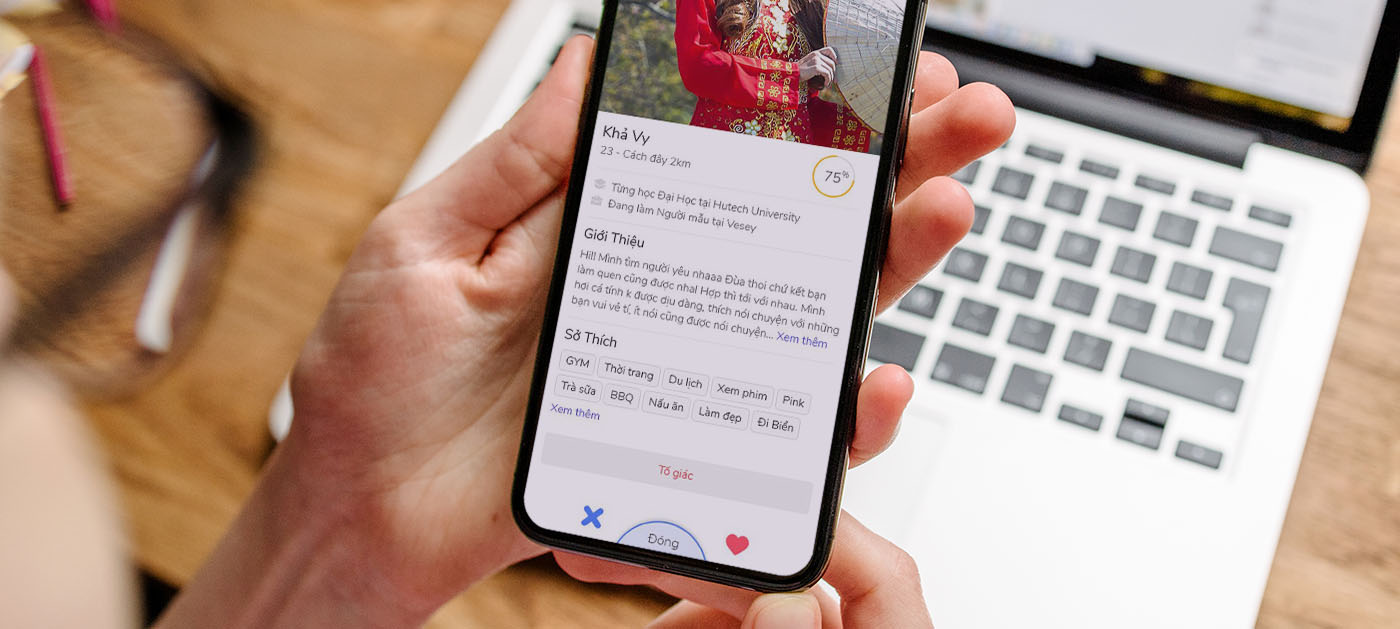 Khả Vy
23 - Cách đây 2km
75%
Từng học Đại Học tại Hutech University
Đang làm Người mẫu tại Vesey
Giới Thiệu
Hi!! Mình tìm người yêu nhaaa Đùa thoi chứ kết bạn
làm quen cũng được nha! Hợp thì tới với nhau. Mình
hơi cá tính k được dịu dàng, thích nói chuyện với những
bạn vui vẻ tí, ít nói cũng được nói chuyện... Xem thêm
Sở Thích
GYM Thời trang Du lịch Xem phim Pink
Trà sữa BBQ Nấu ăn Làm đẹp Đi Biển
Xem thêm
Tố giác
Đóng